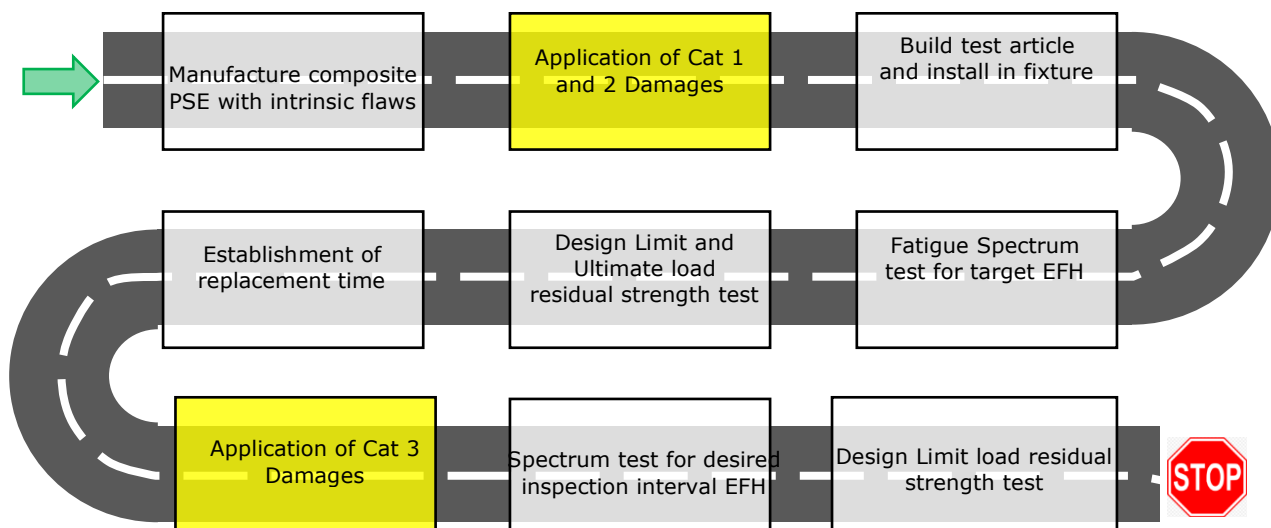 Manufacture composite
PSE with intrinsic flaws
Application of Cat 1
and 2 Damages
Build test article
and install in fixture
Fatigue Spectrum
test for target EFH
Design Limit and
Ultimate load
residual strength test
Establishment of
replacement time
Application of Cat 3
Damages
Spectrum test for desired
inspection interval EFH
Design Limit load residual
strength test
STOP